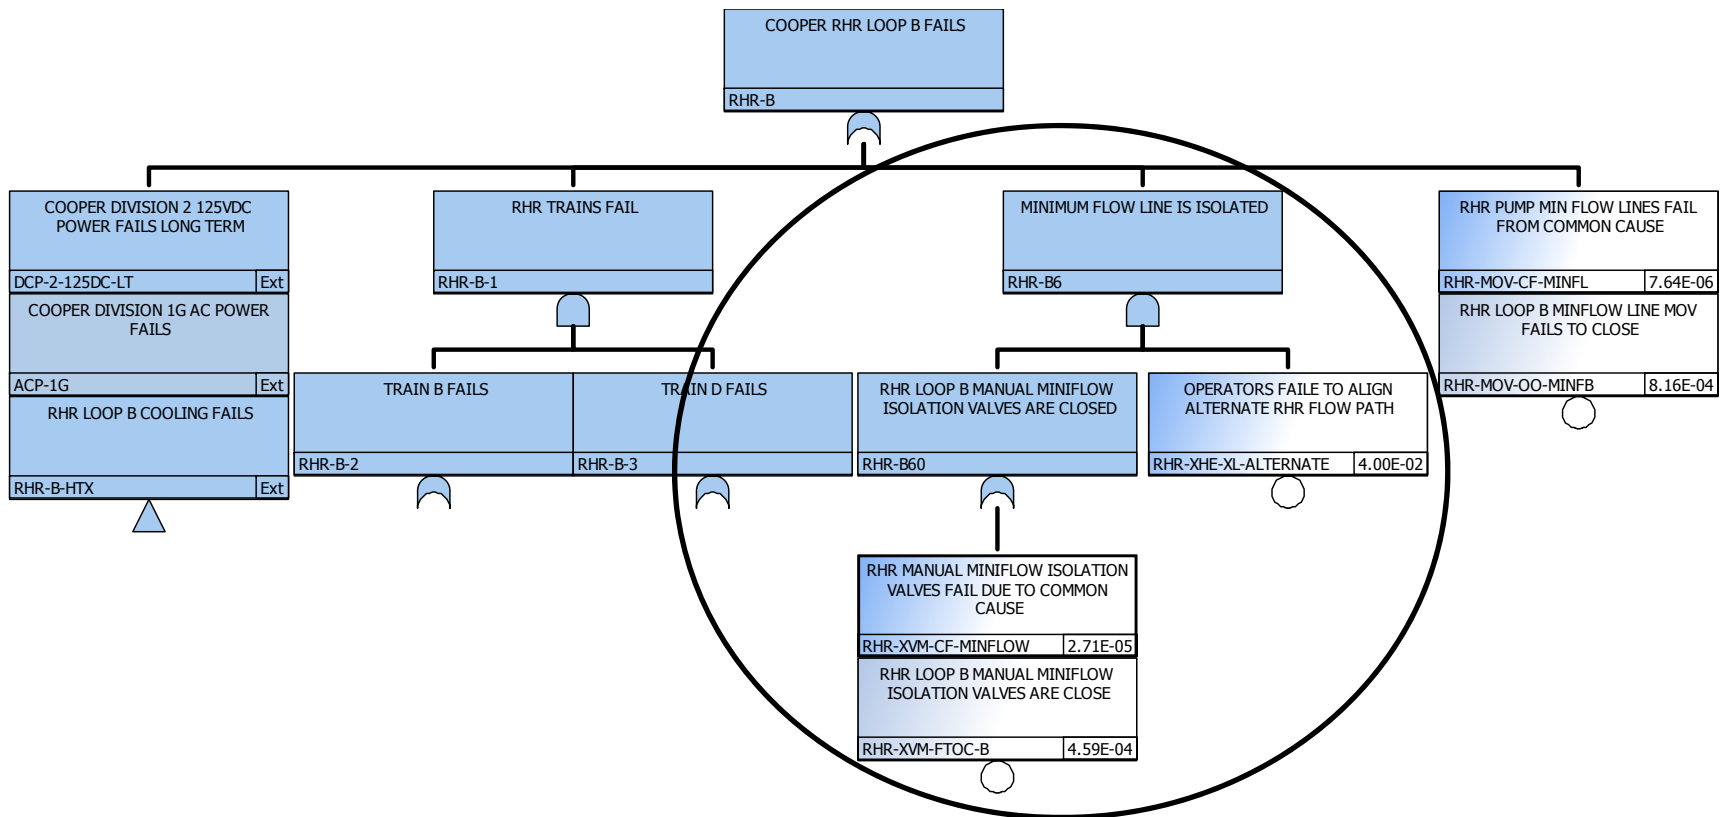 COOPER RHR LOOP B FAILS
RHR-B
COOPER DIVISION 2 125VDC
POWER FAILS LONG TERM
DCP-2-125DC-LT Ext
COOPER DIVISION 1G AC POWER
FAILS
ACP-1G Ext
RHR LOOP B COOLING FAILS
RHR-B-HTX Ext
RHR TRAINS FAIL
RHR-B-1
TRAIN B FAILS
RHR-B-2
TRAIN D FAILS
RHR-B-3
MINIMUM FLOW LINE IS ISOLATED
RHR-B6
RHR LOOP B MANUAL MINIFLOW
ISOLATION VALVES ARE CLOSED
RHR-B60
RHR MANUAL MINIFLOW ISOLATION
VALVES FAIL DUE TO COMMON
CAUSE
RHR-XVM-CF-MINFLOW 2.71E-05
RHR LOOP B MANUAL MINIFLOW
ISOLATION VALVES ARE CLOSE
RHR-XVM-FTOC-B 4.59E-04
OPERATORS FAILE TO ALIGN
ALTERNATE RHR FLOW PATH
RHR-XHE-XL-ALTERNATE 4.00E-02
RHR PUMP MIN FLOW LINES FAIL
FROM COMMON CAUSE
RHR-MOV-CF-MINFL 7.64E-06
RHR LOOP B MINFLOW LINE MOV
FAILS TO CLOSE
RHR-MOV-OO-MINFB 8.16E-04